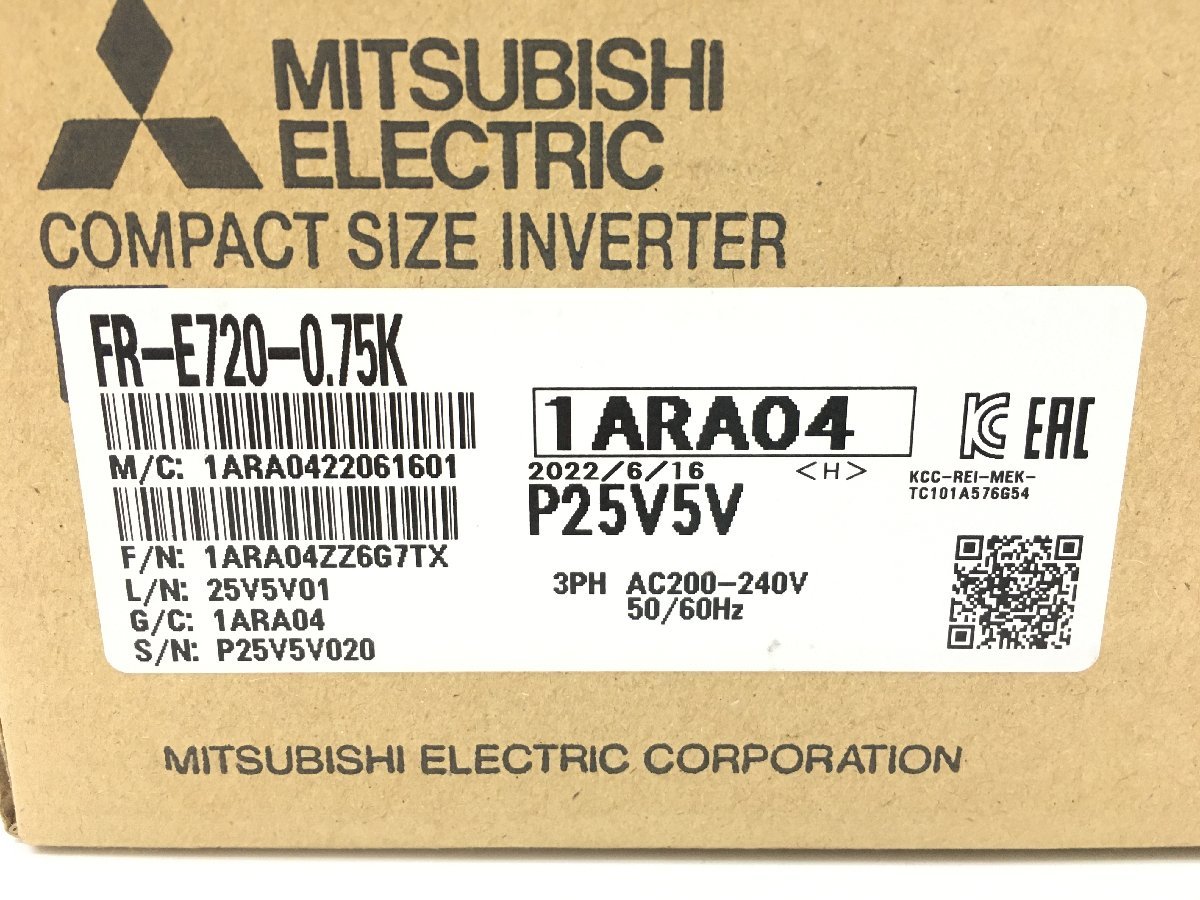 MITSUBISHI
ELECTRIC
COMPACT SIZE INVERTER
FR-E720-0.75K
M/C: 1ARA0422061601
F/N: 1ARA04ZZ6G7TX
L/N: 25V5V01
G/C: 1ARA04
S/N: P25V5V020
1ARA04
2022/6/16 <H>
P25V5V
3PH AC200-240V
50/60Hz
KC EAC
KCC-REI-MEK-
TC101A576G54
MITSUBISHI ELECTRIC CORPORATION